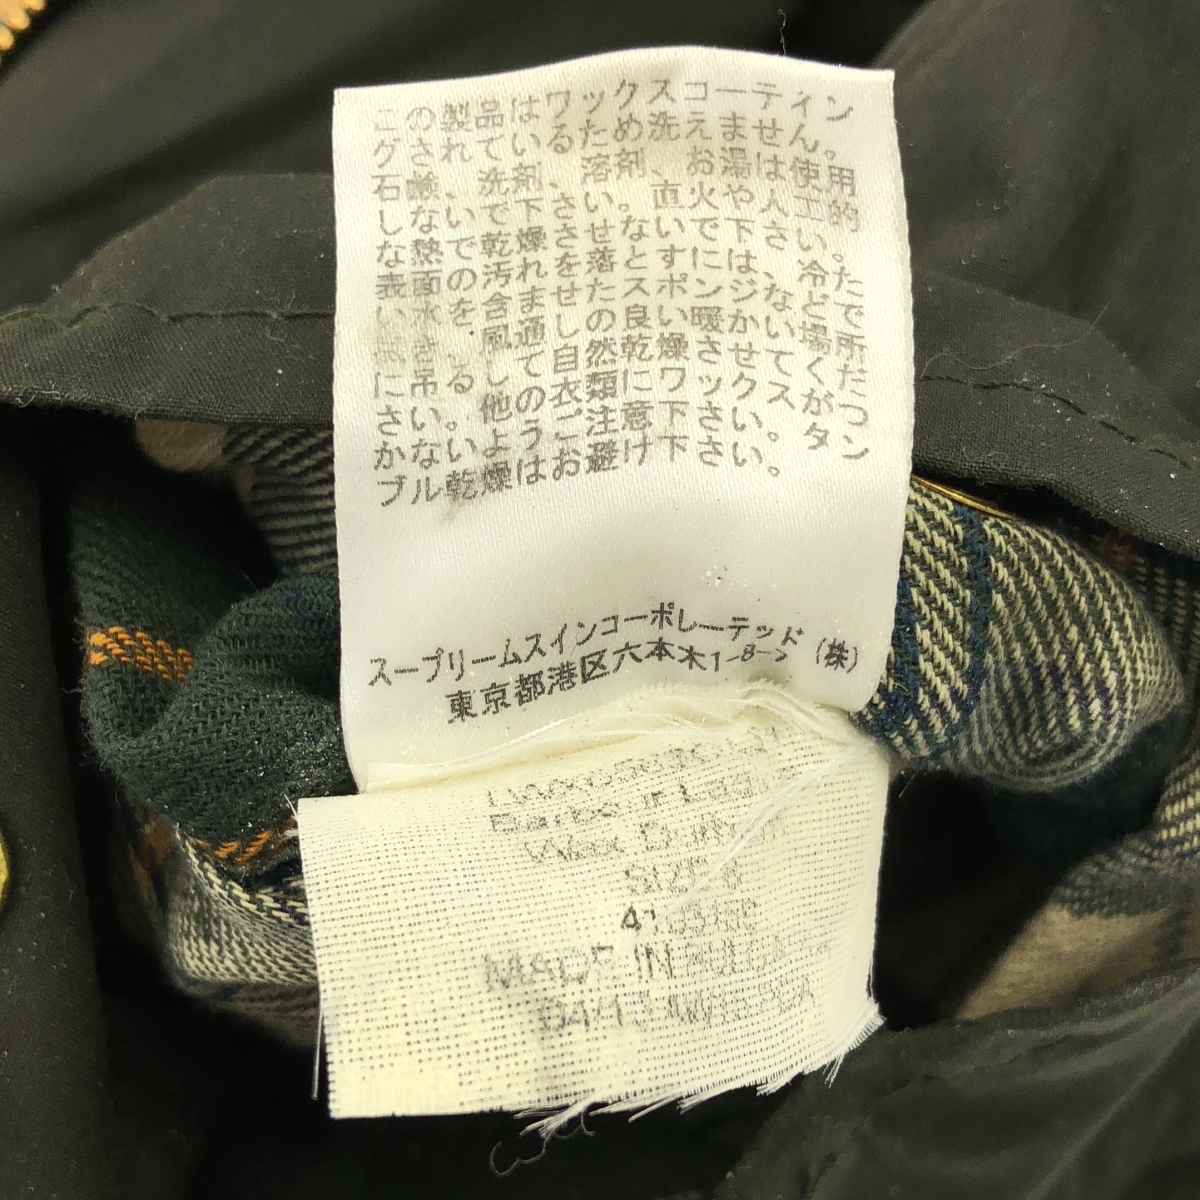 この製品はワックスコーティン
グされているため洗えません。
石鹸、洗剤、溶剤、お湯は使用
しないで下さい。直火や人工的
な熱で乾燥させないで下さい。
表面の汚れを落とすには、冷た
い水を含ませたスポンジなどで
拭き、風通しの良い暖かい場所
に吊るして自然乾燥させてくだ
さい。他の衣類にワックスがつ
かないようご注意下さい。タン
ブル乾燥はお避け下さい。
スープリームスインコーポレーテッド (株)
東京都港区六本木1-8-
Wax
SIZE 8
IN